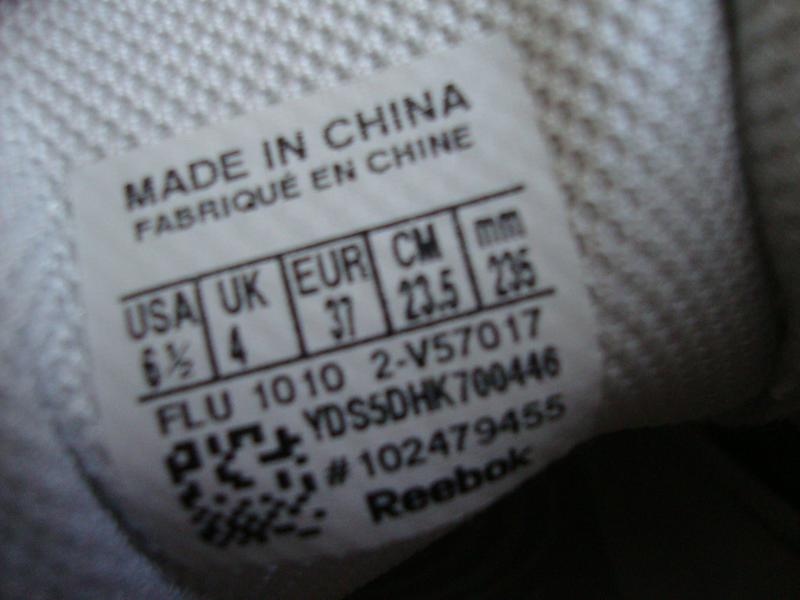 MADE IN CHINA
FABRIQUÉ EN CHINE
USA UK EUR CM mm
6½ 4 37 23.5 235
FLU 1010 2-V57017
YDS5DHK700446
#102479455
Reebok